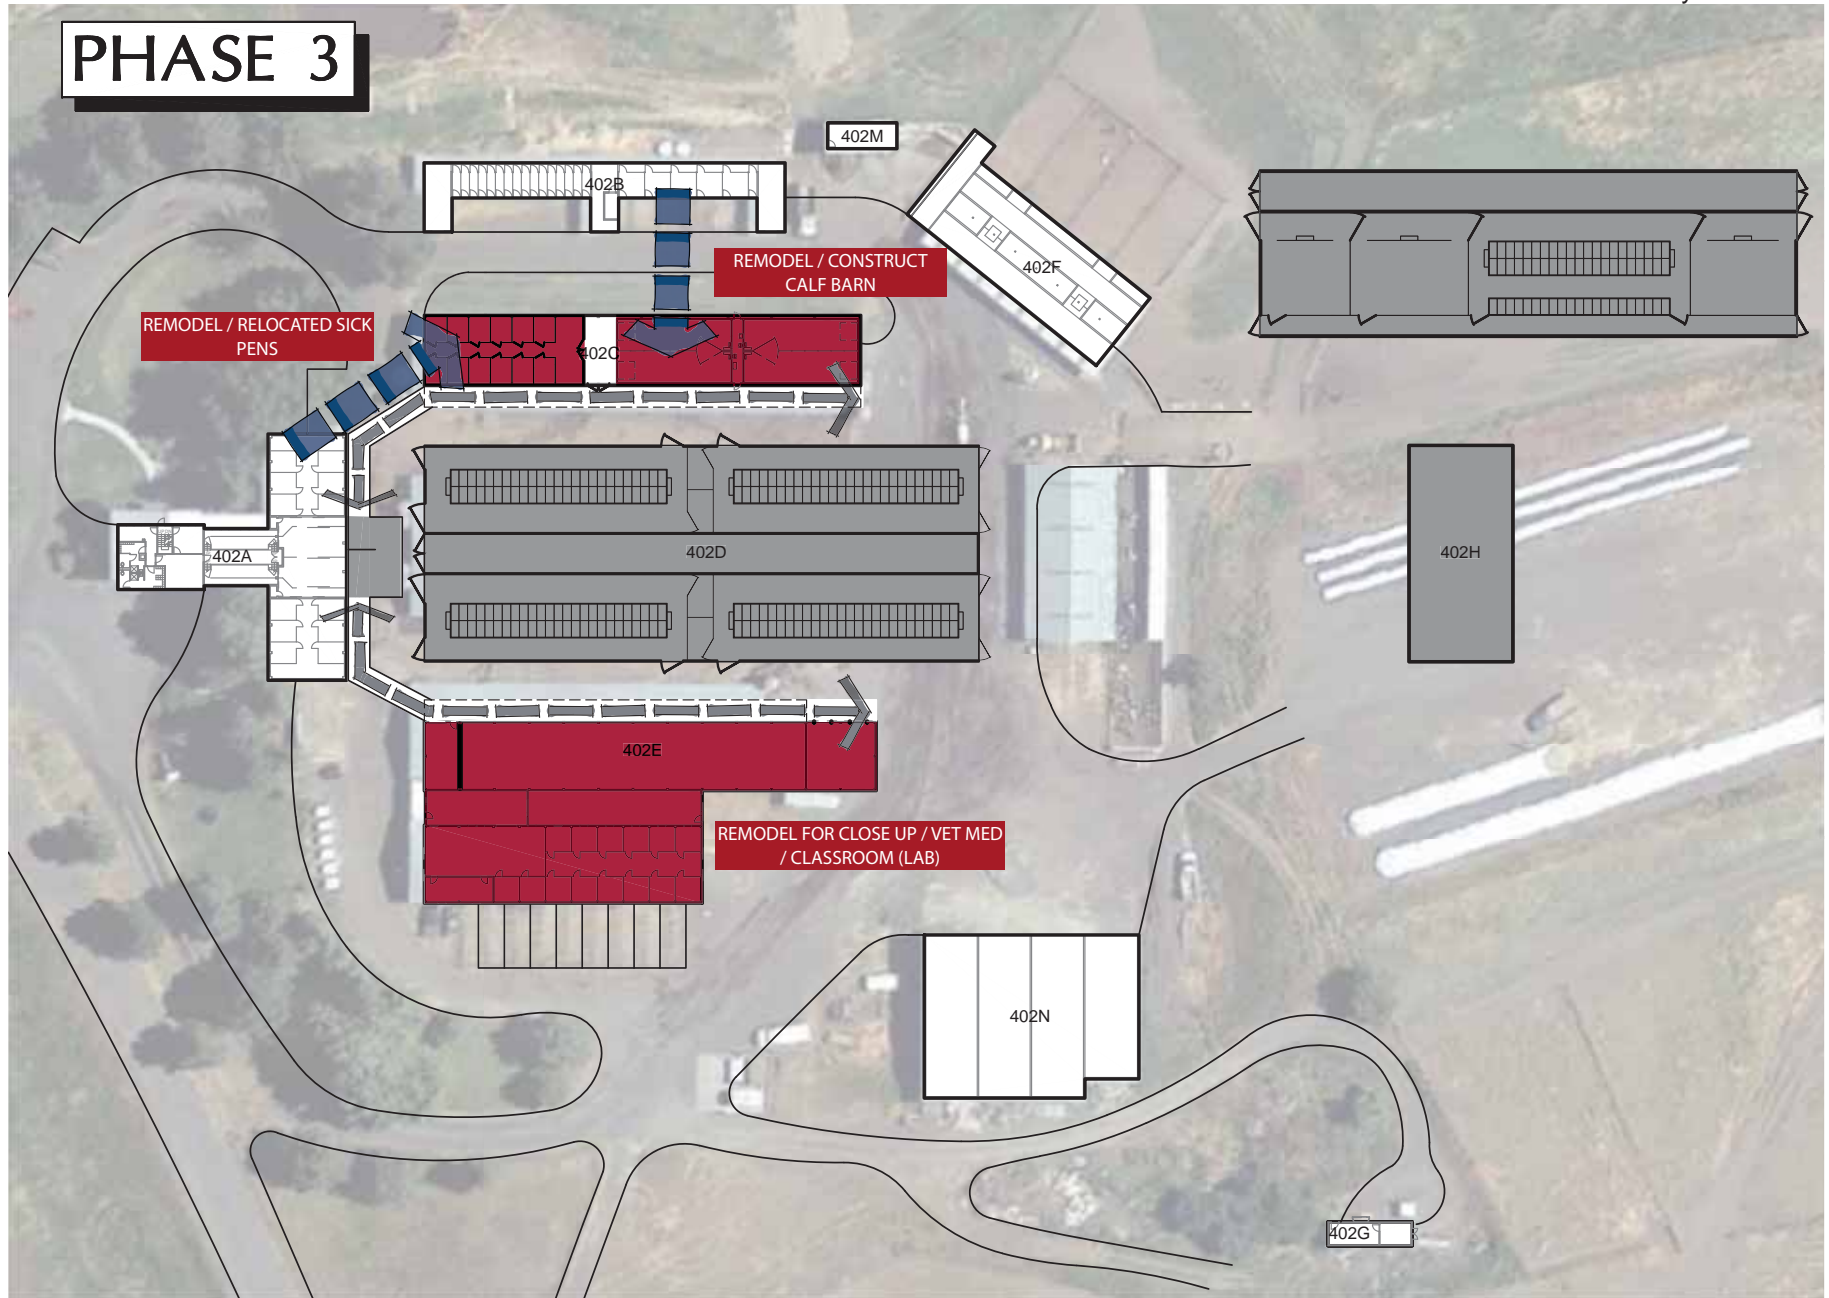 PHASE 3
402M
402B
REMODEL / CONSTRUCT
CALF BARN
402F
REMODEL / RELOCATED SICK
PENS
402C
402A
402D
402H
402E
REMODEL FOR CLOSE UP / VET MED
/ CLASSROOM (LAB)
402N
402G